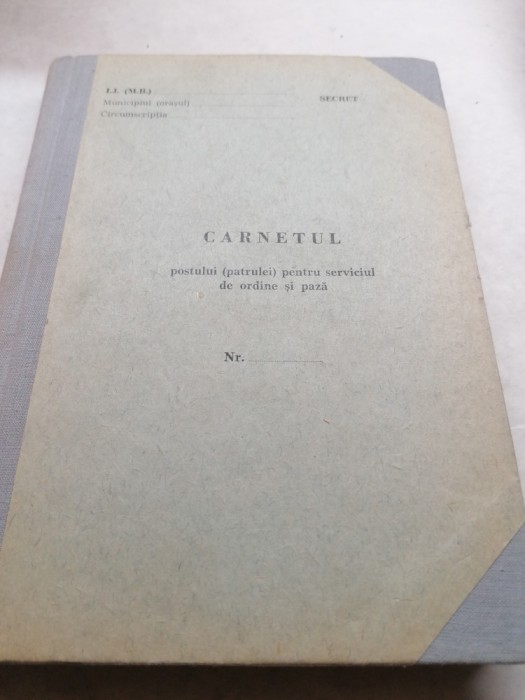 I.J. (M.B.)
Municipiul (orașul)
SECRET
Circumscripția
CARNETUL
postului (patrulei) pentru serviciul
de ordine și pază
Nr.